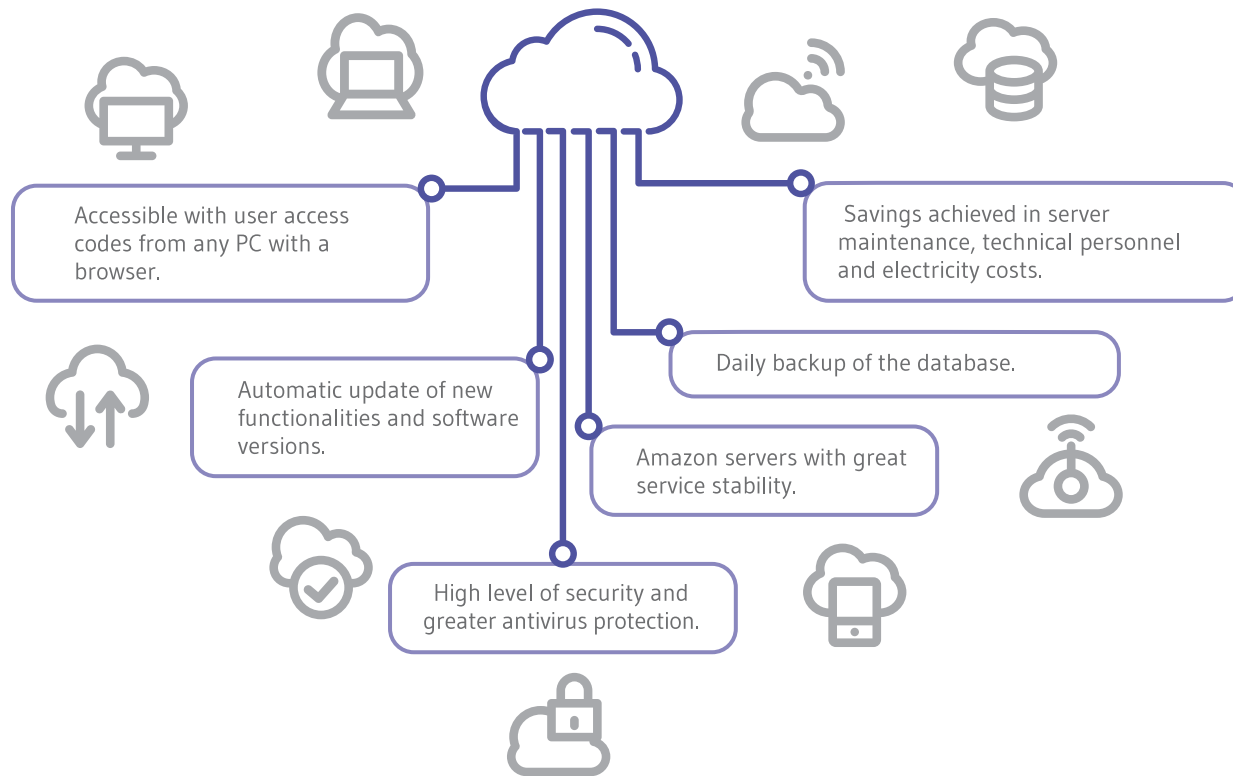 Accessible with user access
codes from any PC with a
browser.
Savings achieved in server
maintenance, technical personnel
and electricity costs.
Automatic update of new
functionalities and software
versions.
Daily backup of the database.
Amazon servers with great
service stability.
High level of security and
greater antivirus protection.